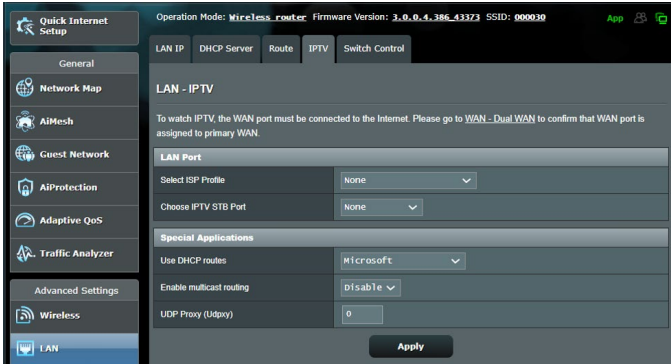 Quick Internet Setup
Operation Mode: Wireless router Firmware Version: 3.0.0.4.386_43373 SSID: 000030
App
LAN IP DHCP Server Route IPTV Switch Control
General
Network Map
AiMesh
Guest Network
AiProtection
Adaptive QoS
Traffic Analyzer
Advanced Settings
Wireless
LAN
LAN - IPTV
To watch IPTV, the WAN port must be connected to the Internet. Please go to WAN - Dual WAN to confirm that WAN port is
assigned to primary WAN.
LAN Port
Select ISP Profile None
Choose IPTV STB Port None
Special Applications
Use DHCP routes Microsoft
Enable multicast routing Disable
UDP Proxy (Udpxy) 0
Apply